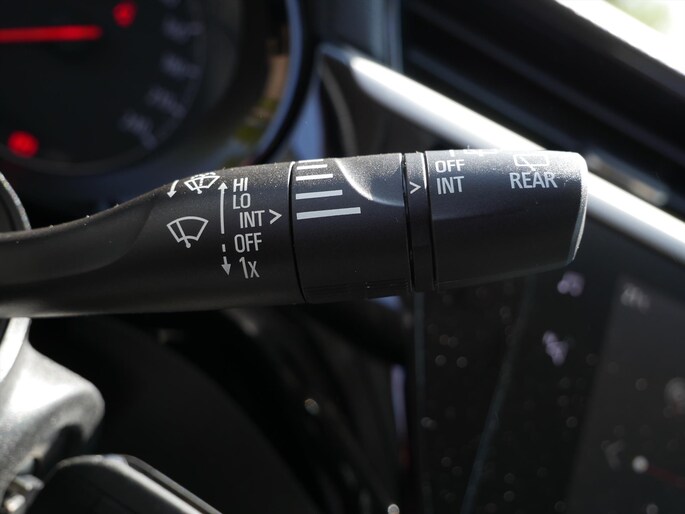 HI
LO
INT >
OFF
1x
>
OFF
INT
REAR